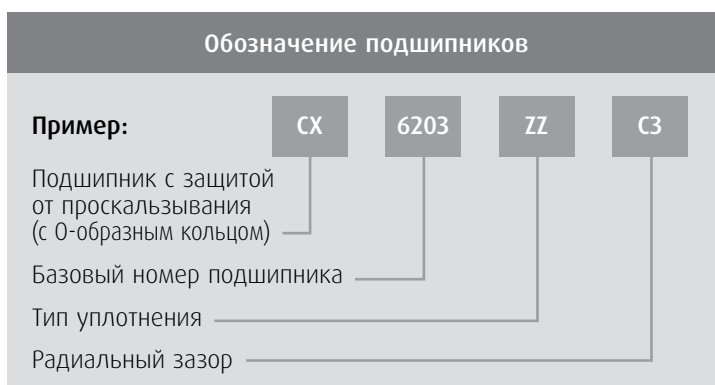 Обозначение подшипников
Пример: CX 6203 ZZ C3
Подшипник с защитой
от проскальзывания
(с О-образным кольцом)
Базовый номер подшипника
Тип уплотнения
Радиальный зазор